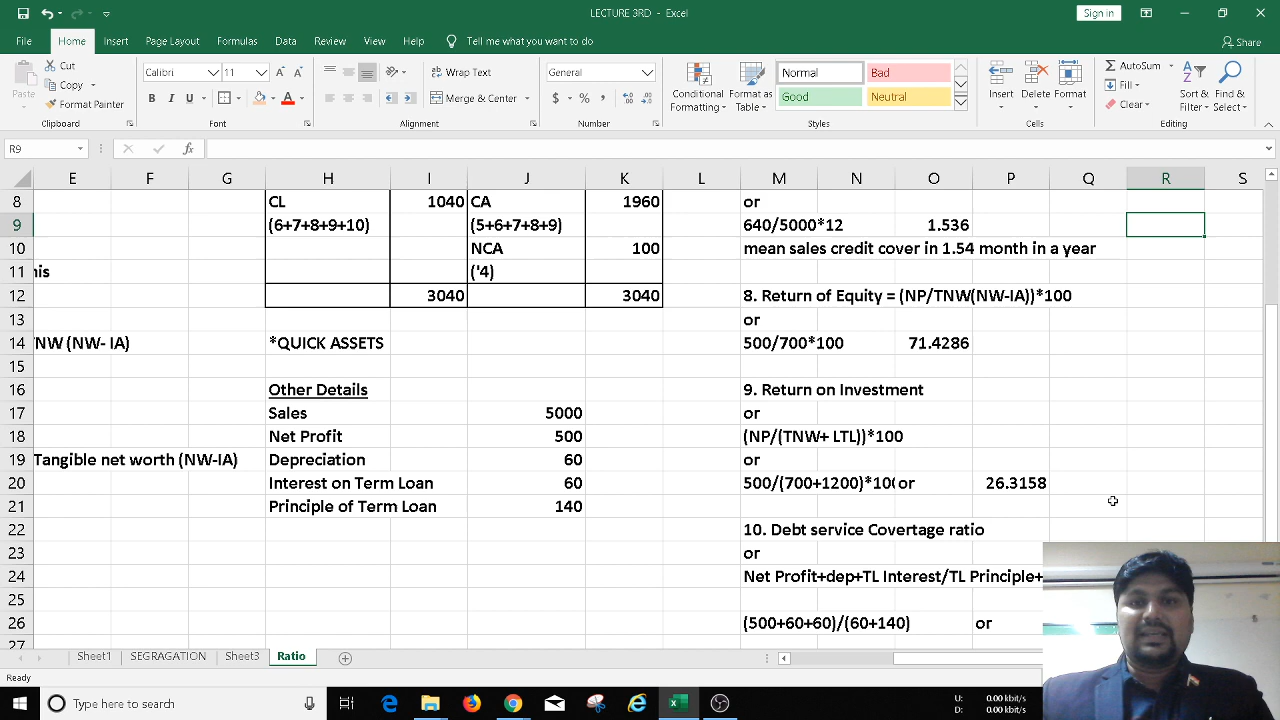 LECTURE 3RD - Excel
Sign in
File Home Insert Page Layout Formulas Data Review View Help Tell me what you want to do Share
Paste
Cut
Copy
Format Painter
Clipboard
Calibri 11
B I U
Font
Wrap Text
Merge & Center
Alignment
General
$ % ,
Number
Conditional Formatting
Format as Table
Normal Bad
Good Neutral
Styles
Insert Delete Format
Cells
AutoSum
Fill
Clear
Sort & Filter
Find & Select
Editing
R9 fx
E F G H I J K L M N O P Q R S
8 CL 1040 CA 1960 or
9 (6+7+8+9+10) (5+6+7+8+9) 640/5000*12 1.536
10 NCA 100 mean sales credit cover in 1.54 month in a year
11 his ('4)
12 3040 3040 8. Return of Equity = (NP/TNW(NW-IA))*100
13 or
14 NW (NW- IA) *QUICK ASSETS 500/700*100 71.4286
15
16 Other Details 9. Return on Investment
17 Sales 5000 or
18 Net Profit 500 (NP/(TNW+ LTL))*100
19 Tangible net worth (NW-IA) Depreciation 60 or
20 Interest on Term Loan 60 500/(700+1200)*100 or 26.3158
21 Principle of Term Loan 140
22 10. Debt service Covertage ratio
23 or
24 Net Profit+dep+TL Interest/TL Principle+
25
26 (500+60+60)/(60+140) or
27
Sheet1 SEGRAGATION Sheet3 Ratio
Ready
Type here to search
U: 0.00 kbit/s
D: 0.00 kbit/s